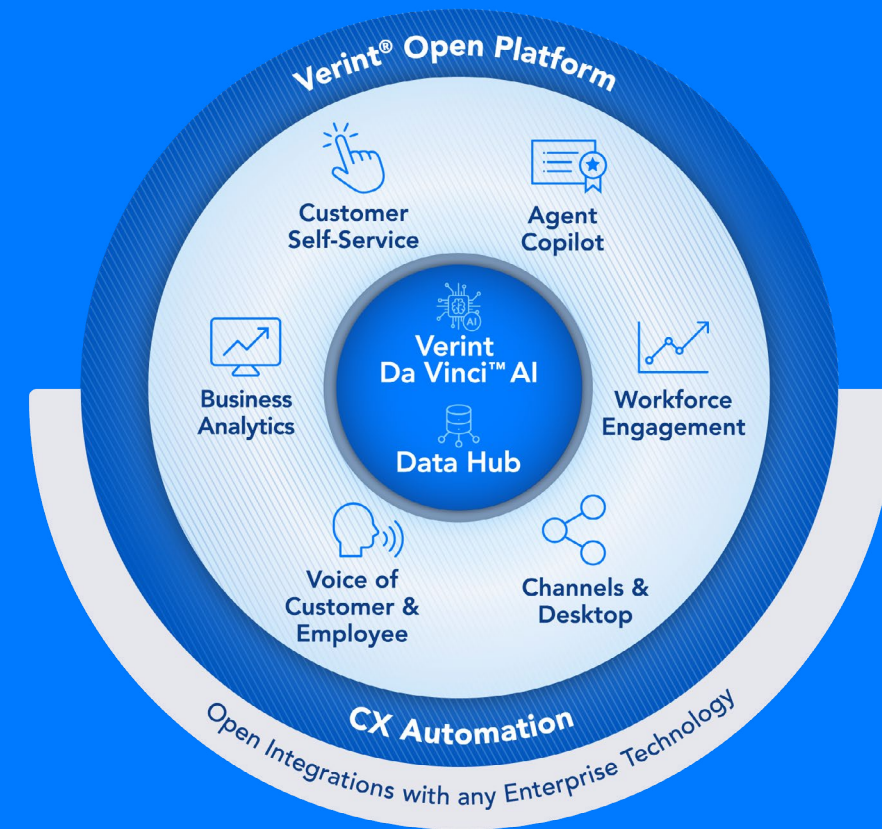 Verint® Open Platform
Customer
Self-Service
Agent
Copilot
AI
Verint
Da Vinci™ AI
Data Hub
Business
Analytics
Workforce
Engagement
Voice of
Customer &
Employee
Channels &
Desktop
CX Automation
Open Integrations with any Enterprise Technology